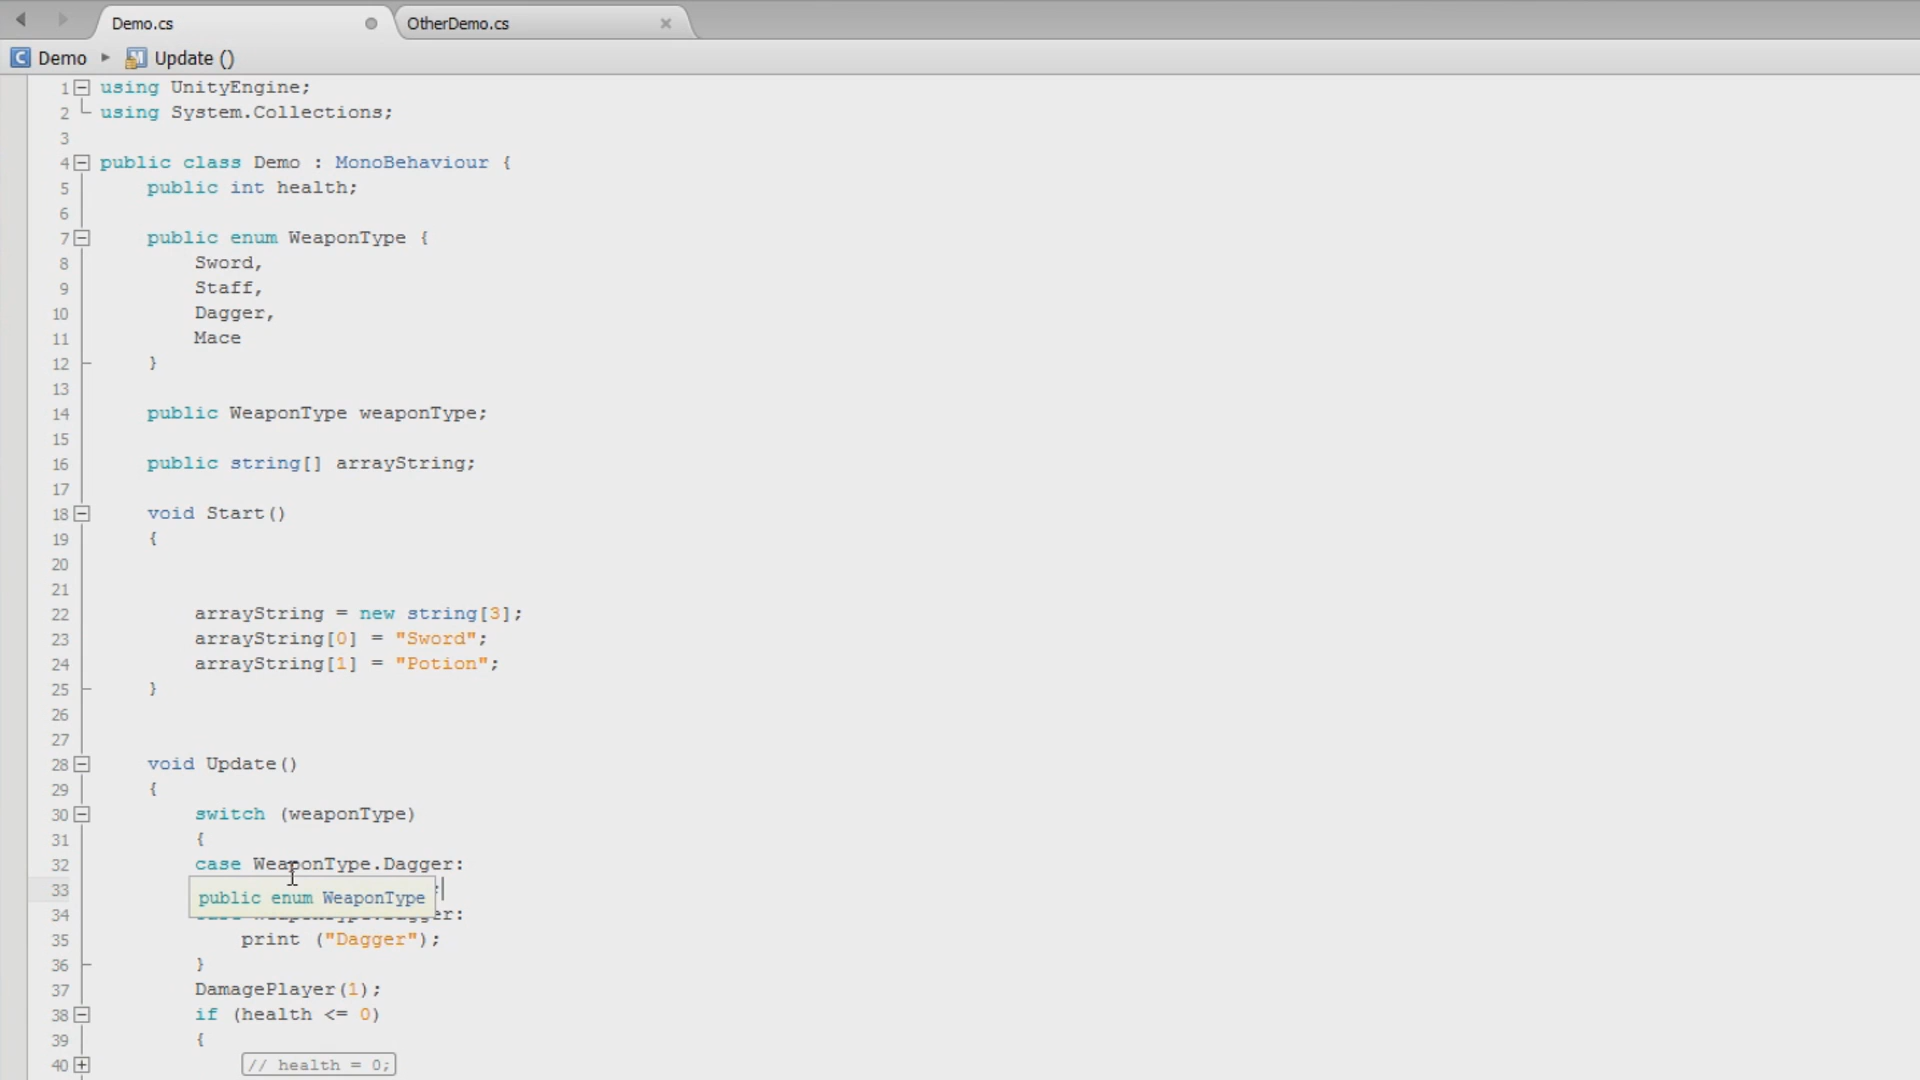 Demo.cs
OtherDemo.cs
Demo
Update ()
1 using UnityEngine;
2 using System.Collections;
3
4 public class Demo : MonoBehaviour {
5 public int health;
6
7 public enum WeaponType {
8 Sword,
9 Staff,
10 Dagger,
11 Mace
12 }
13
14 public WeaponType weaponType;
15
16 public string[] arrayString;
17
18 void Start()
19 {
20
21
22 arrayString = new string[3];
23 arrayString[0] = "Sword";
24 arrayString[1] = "Potion";
25 }
26
27
28 void Update()
29 {
30 switch (weaponType)
31 {
32 case WeaponType.Dagger:
33 public enum WeaponType
34
35 print ("Dagger");
36 }
37 DamagePlayer(1);
38 if (health <= 0)
39 {
40 // health = 0;